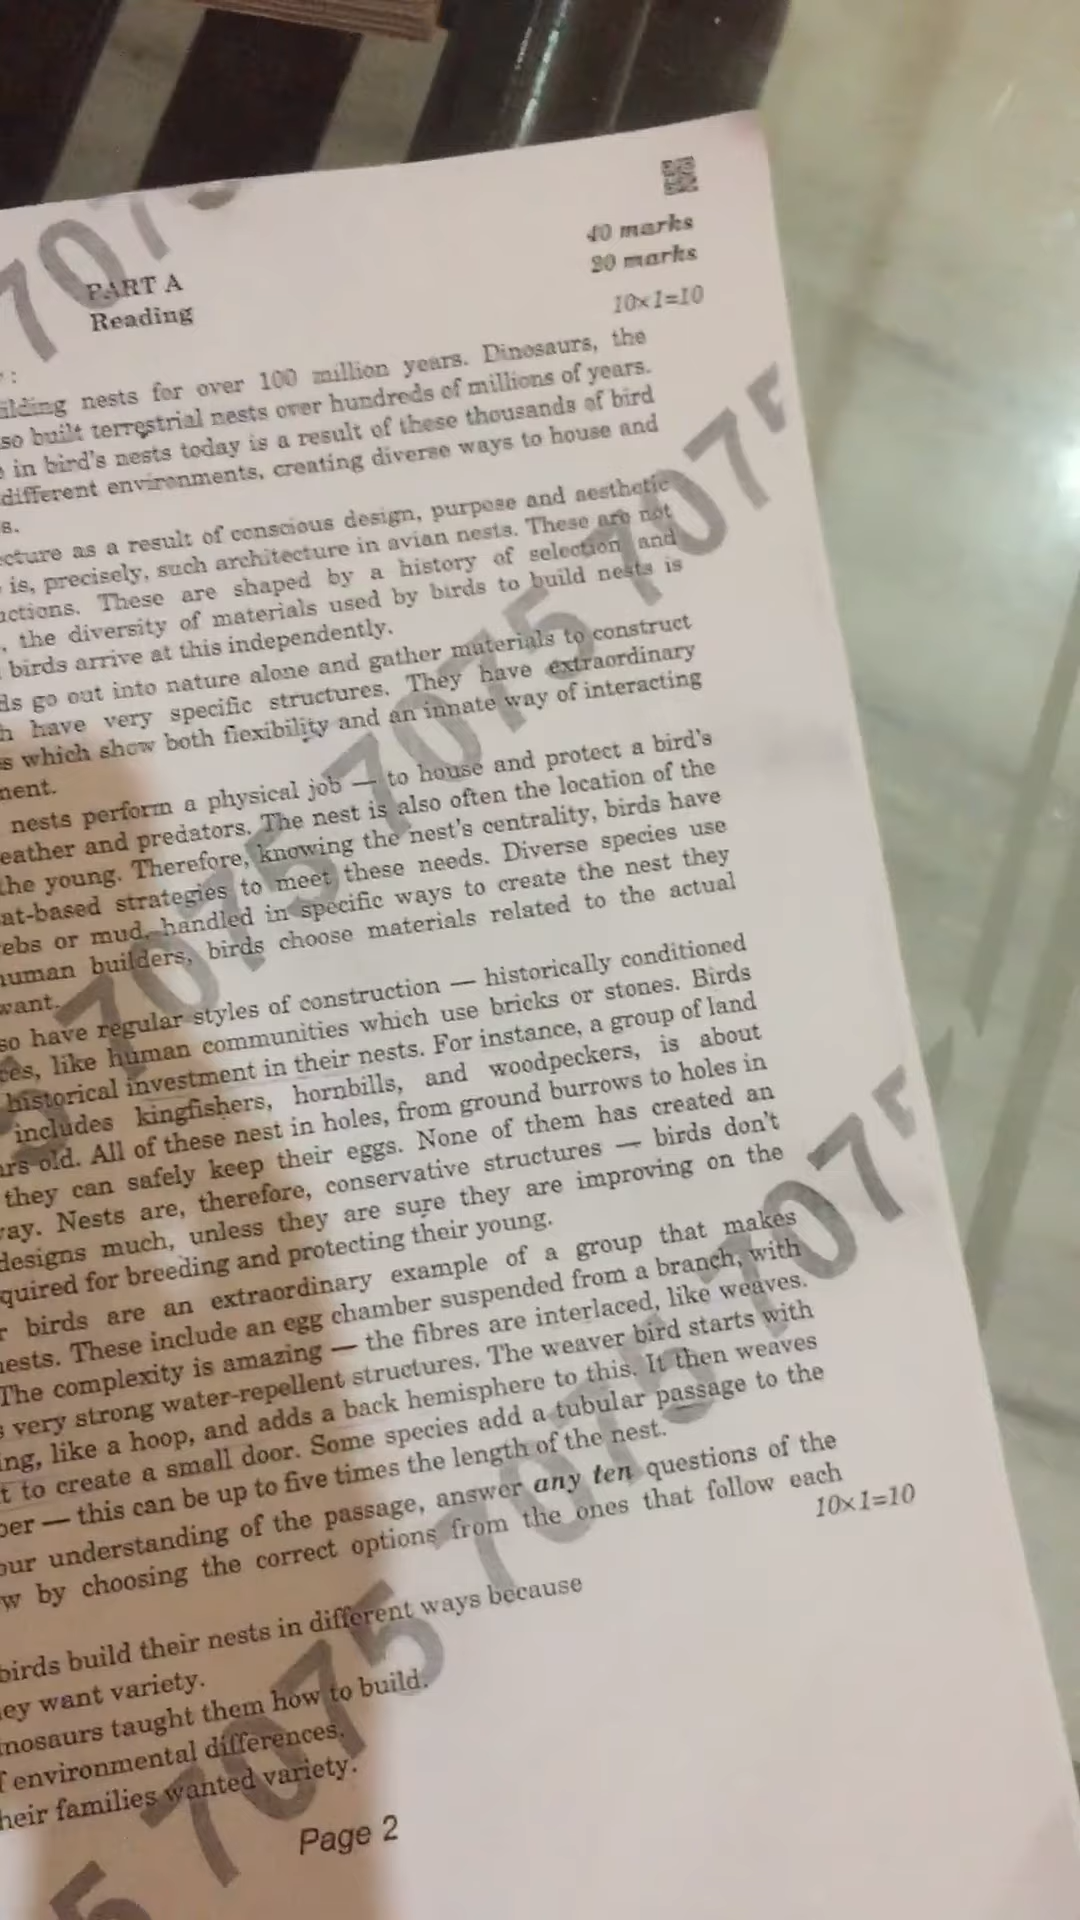 40 marks
20 marks
PART A
Reading
10×1=10
:
nests for over 100 million years. Dinosaurs, the
built terrestrial nests over hundreds of millions of years.
in bird's nests today is a result of these thousands of bird
different environments, creating diverse ways to house and
s.
as a result of conscious design, purpose and aesthetic
is, precisely, such architecture in avian nests. These are not
These are shaped by a history of selection and
, the diversity of materials used by birds to build nests is
birds arrive at this independently.
go out into nature alone and gather materials to construct
have very specific structures. They have extraordinary
s which show both flexibility and an innate way of interacting
nests perform a physical job — to house and protect a bird's
and predators. The nest is also often the location of the
the young. Therefore, knowing the nest's centrality, birds have
at-based strategies to meet these needs. Diverse species use
ebs or mud, handled in specific ways to create the nest they
uman builders, birds choose materials related to the actual
want.
so have regular styles of construction — historically conditioned
ces, like human communities which use bricks or stones. Birds
historical investment in their nests. For instance, a group of land
includes kingfishers, hornbills, and woodpeckers, is about
ars old. All of these nest in holes, from ground burrows to holes in
they can safely keep their eggs. None of them has created an
ay. Nests are, therefore, conservative structures — birds don't
designs much, unless they are sure they are improving on the
quired for breeding and protecting their young.
r birds are an extraordinary example of a group that makes
nests. These include an egg chamber suspended from a branch, with
The complexity is amazing — the fibres are interlaced, like weaves.
s very strong water-repellent structures. The weaver bird starts with
ing, like a hoop, and adds a back hemisphere to this. It then weaves
t to create a small door. Some species add a tubular passage to the
ber — this can be up to five times the length of the nest.
our understanding of the passage, answer any ten questions of the
w by choosing the correct options from the ones that follow each
10×1=10
birds build their nests in different ways because
ey want variety.
inosaurs taught them how to build.
f environmental differences.
heir families wanted variety.
Page 2
7075 7075 7075 7075
7075 7075 7075